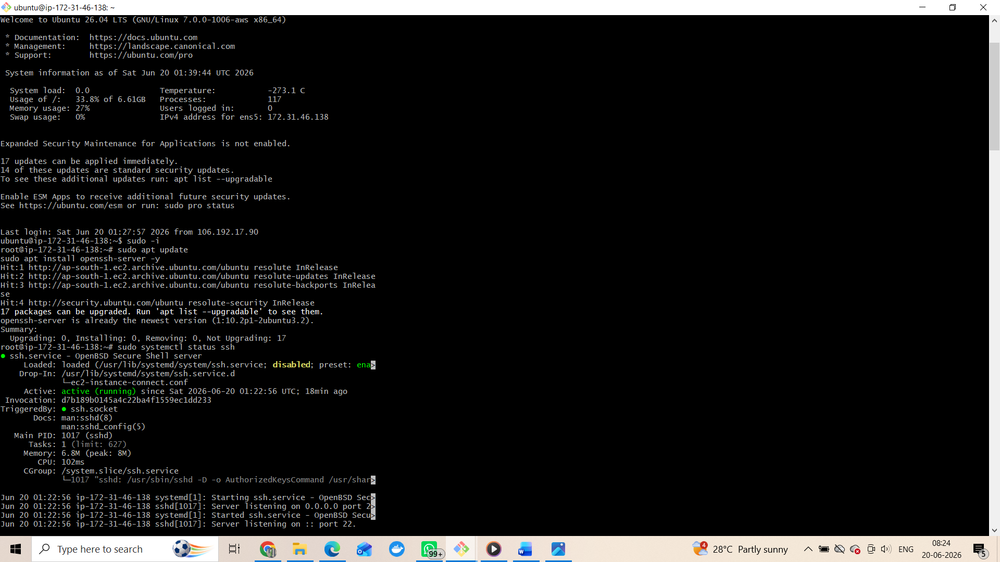 ubuntu@ip-172-31-46-138: ~
Welcome to Ubuntu 26.04 LTS (GNU/Linux 7.0.0-1006-aws x86_64)
* Documentation:  https://docs.ubuntu.com
* Management:     https://landscape.canonical.com
* Support:        https://ubuntu.com/pro
System information as of Sat Jun 20 01:39:44 UTC 2026
System load:  0.0               Temperature:           -273.1 C
Usage of /:   33.8% of 6.61GB   Processes:             117
Memory usage: 27%               Users logged in:       0
Swap usage:   0%                IPv4 address for ens5: 172.31.46.138
Expanded Security Maintenance for Applications is not enabled.
17 updates can be applied immediately.
14 of these updates are standard security updates.
To see these additional updates run: apt list --upgradable
Enable ESM Apps to receive additional future security updates.
See https://ubuntu.com/esm or run: sudo pro status
Last login: Sat Jun 20 01:27:57 2026 from 106.192.17.90
ubuntu@ip-172-31-46-138:~$ sudo -i
root@ip-172-31-46-138:~# sudo apt update
sudo apt install openssh-server -y
Hit:1 http://ap-south-1.ec2.archive.ubuntu.com/ubuntu resolute InRelease
Hit:2 http://ap-south-1.ec2.archive.ubuntu.com/ubuntu resolute-updates InRelease
Hit:3 http://ap-south-1.ec2.archive.ubuntu.com/ubuntu resolute-backports InRelea
se
Hit:4 http://security.ubuntu.com/ubuntu resolute-security InRelease
17 packages can be upgraded. Run 'apt list --upgradable' to see them.
openssh-server is already the newest version (1:10.2p1-2ubuntu3.2).
Summary:
Upgrading: 0, Installing: 0, Removing: 0, Not Upgrading: 17
root@ip-172-31-46-138:~# sudo systemctl status ssh
● ssh.service - OpenBSD Secure Shell server
Loaded: loaded (/usr/lib/systemd/system/ssh.service; disabled; preset: ena>
Drop-In: /usr/lib/systemd/system/ssh.service.d
└─ec2-instance-connect.conf
Active: active (running) since Sat 2026-06-20 01:22:56 UTC; 18min ago
Invocation: d7b189b0145a4c22ba4f1559ec1dd233
TriggeredBy: ● ssh.socket
Docs: man:sshd(8)
man:sshd_config(5)
Main PID: 1017 (sshd)
Tasks: 1 (limit: 627)
Memory: 6.8M (peak: 8M)
CPU: 102ms
CGroup: /system.slice/ssh.service
└─1017 "sshd: /usr/sbin/sshd -D -o AuthorizedKeysCommand /usr/shar>
Jun 20 01:22:56 ip-172-31-46-138 systemd[1]: Starting ssh.service - OpenBSD Sec>
Jun 20 01:22:56 ip-172-31-46-138 sshd[1017]: Server listening on 0.0.0.0 port 2>
Jun 20 01:22:56 ip-172-31-46-138 systemd[1]: Started ssh.service - OpenBSD Secu>
Jun 20 01:22:56 ip-172-31-46-138 sshd[1017]: Server listening on :: port 22.
Type here to search
99+
4
28°C Partly sunny
ENG
08:24
20-06-2026
5